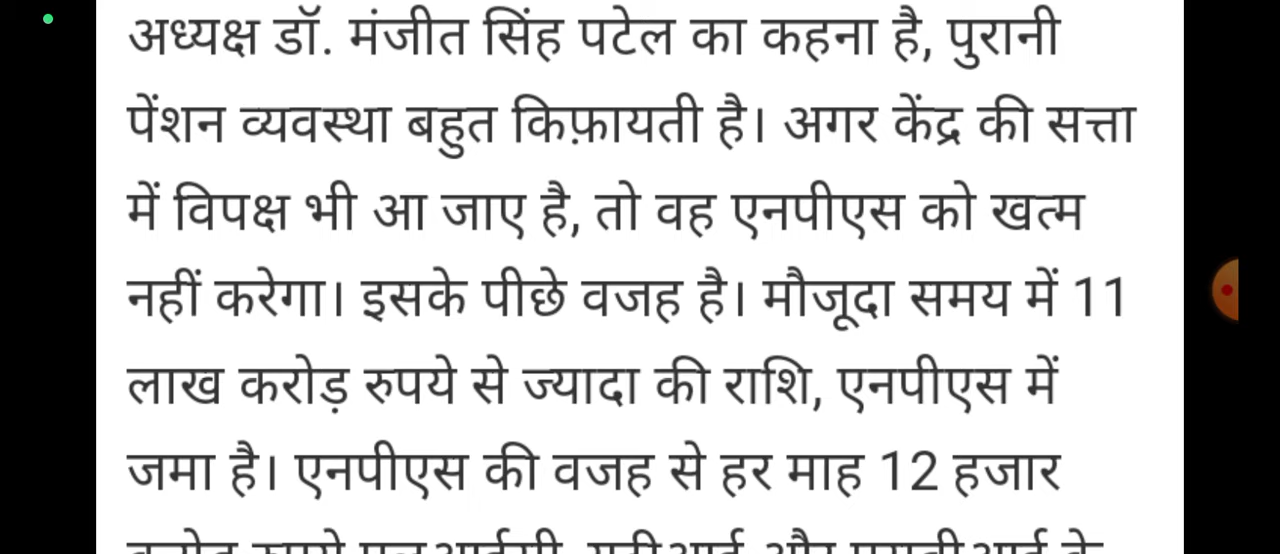 अध्यक्ष डॉ. मंजीत सिंह पटेल का कहना है, पुरानी
पेंशन व्यवस्था बहुत किफ़ायती है। अगर केंद्र की सत्ता
में विपक्ष भी आ जाए है, तो वह एनपीएस को खत्म
नहीं करेगा। इसके पीछे वजह है। मौजूदा समय में 11
लाख करोड़ रुपये से ज्यादा की राशि, एनपीएस में
जमा है। एनपीएस की वजह से हर माह 12 हजार